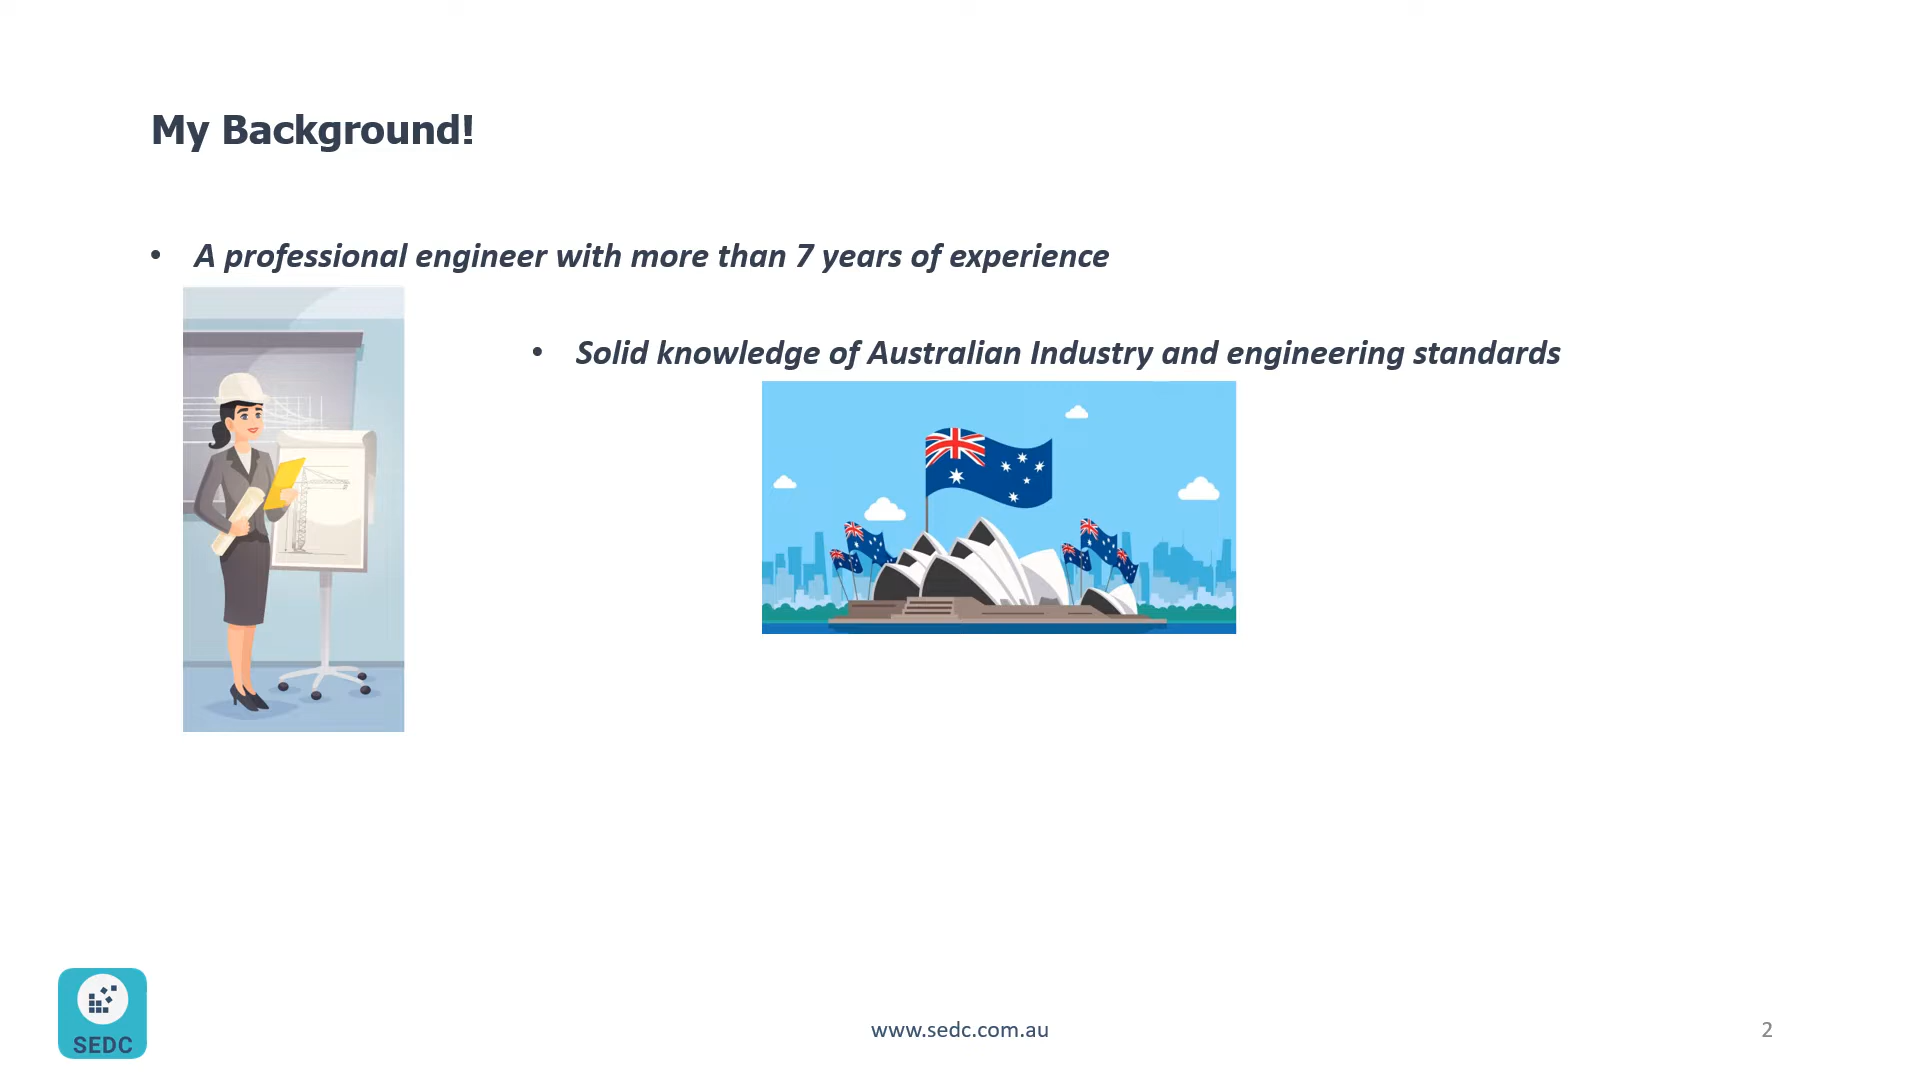 My Background!
• A professional engineer with more than 7 years of experience
• Solid knowledge of Australian Industry and engineering standards
SEDC
www.sedc.com.au
2